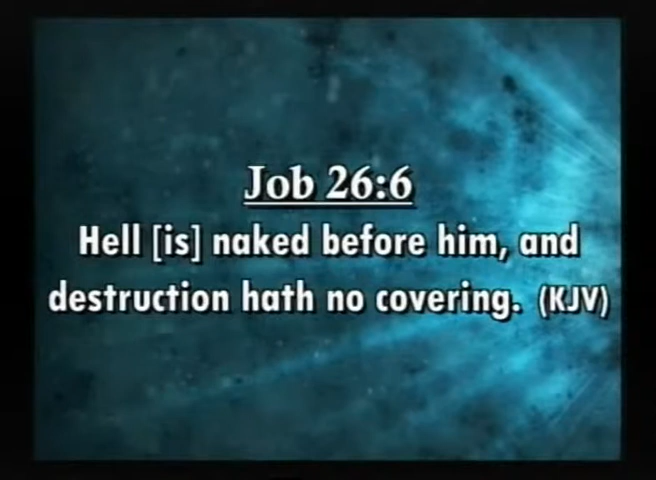 Job 26:6
Hell [is] naked before him, and
destruction hath no covering. (KJV)